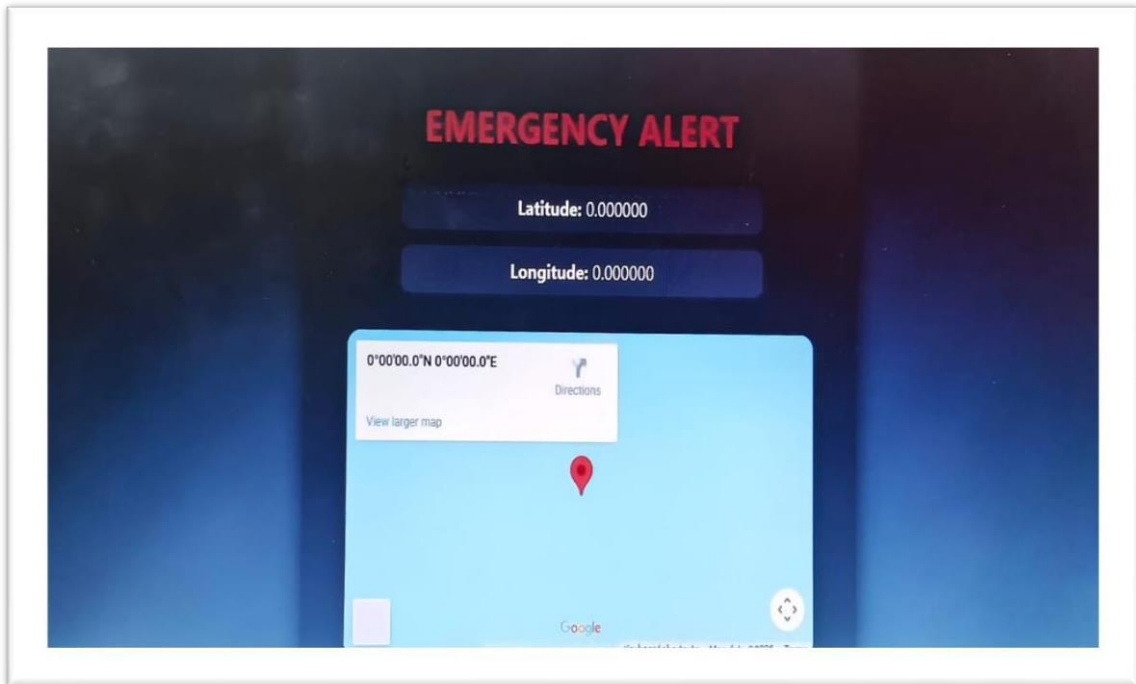 EMERGENCY ALERT
Latitude: 0.000000
Longitude: 0.000000
0°00'00.0"N 0°00'00.0"E
Directions
View larger map
Google